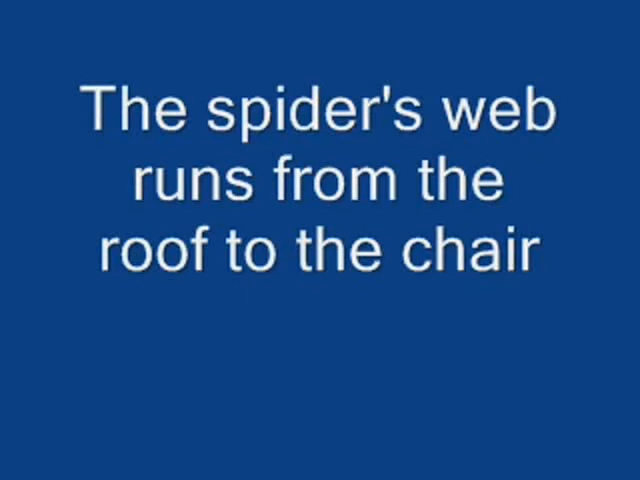 The spider's web
runs from the
roof to the chair